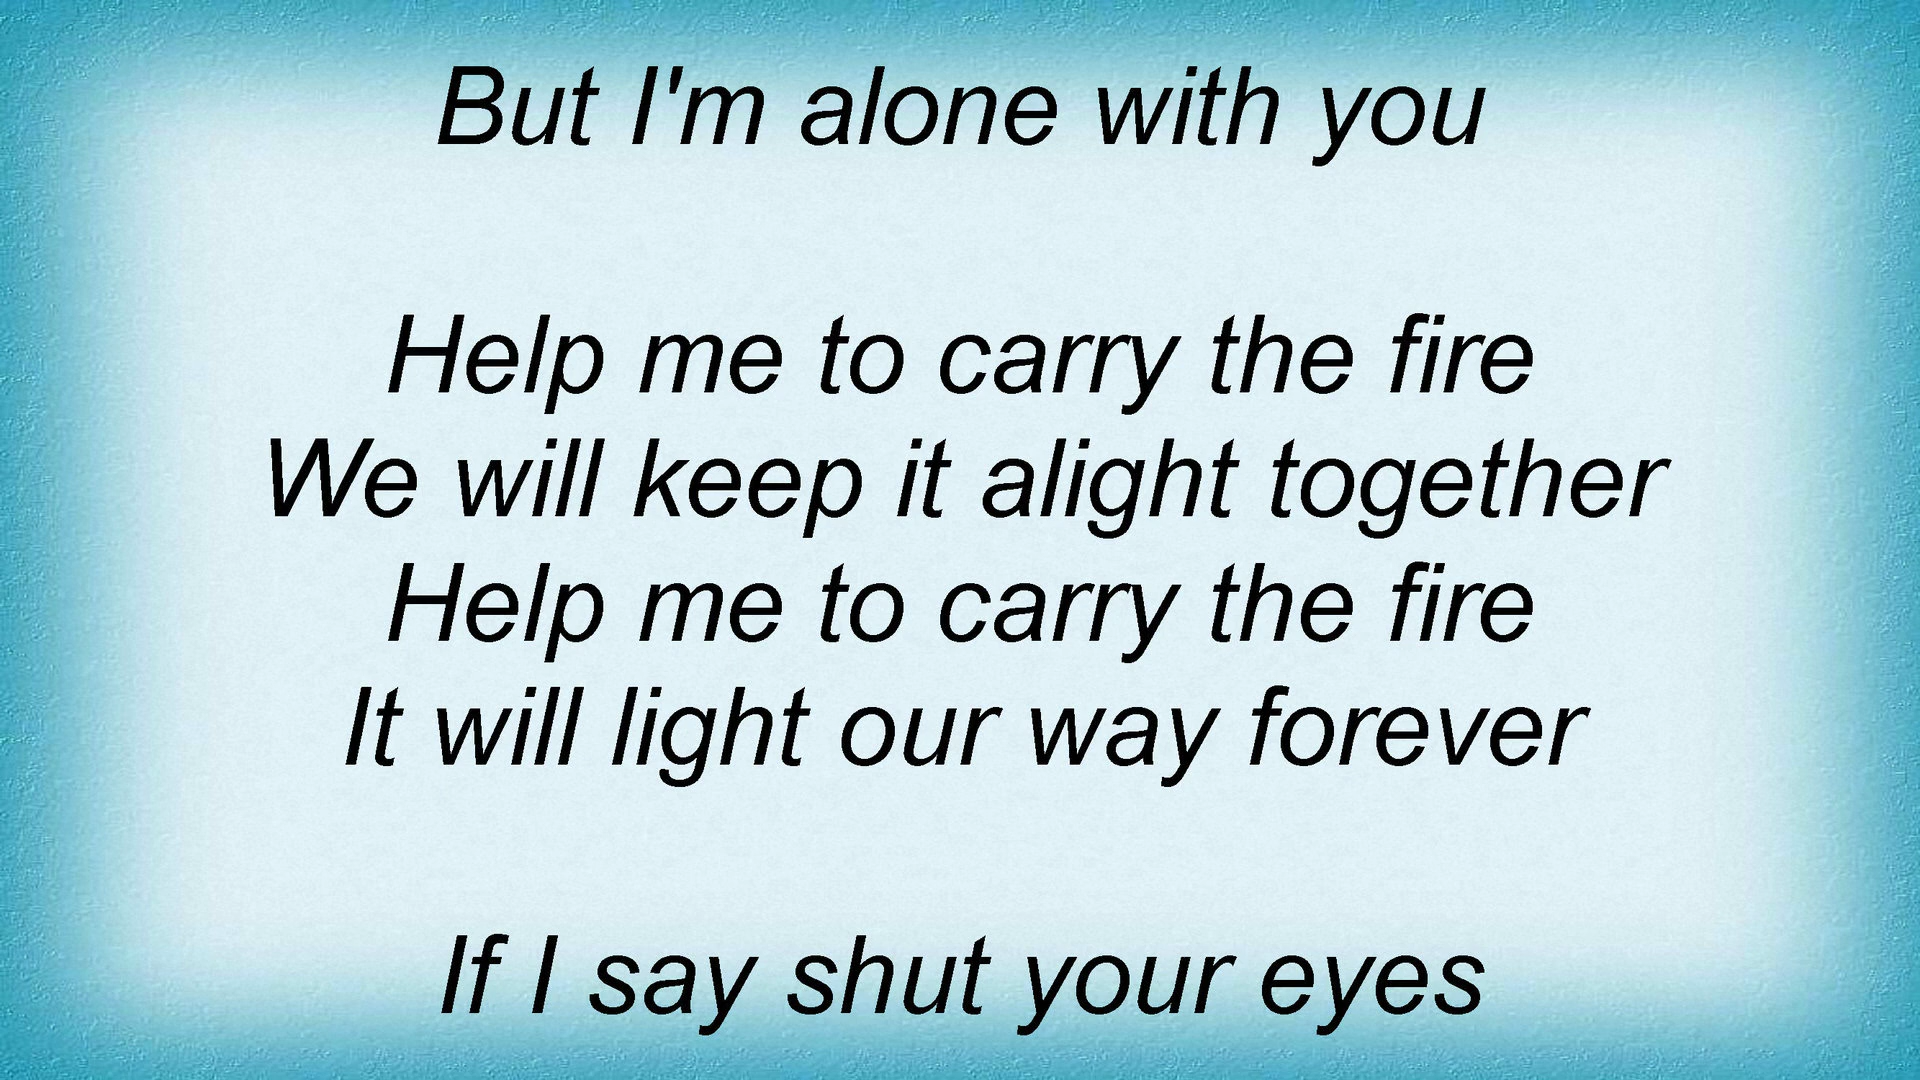 But I'm alone with you
Help me to carry the fire
We will keep it alight together
Help me to carry the fire
It will light our way forever
If I say shut your eyes